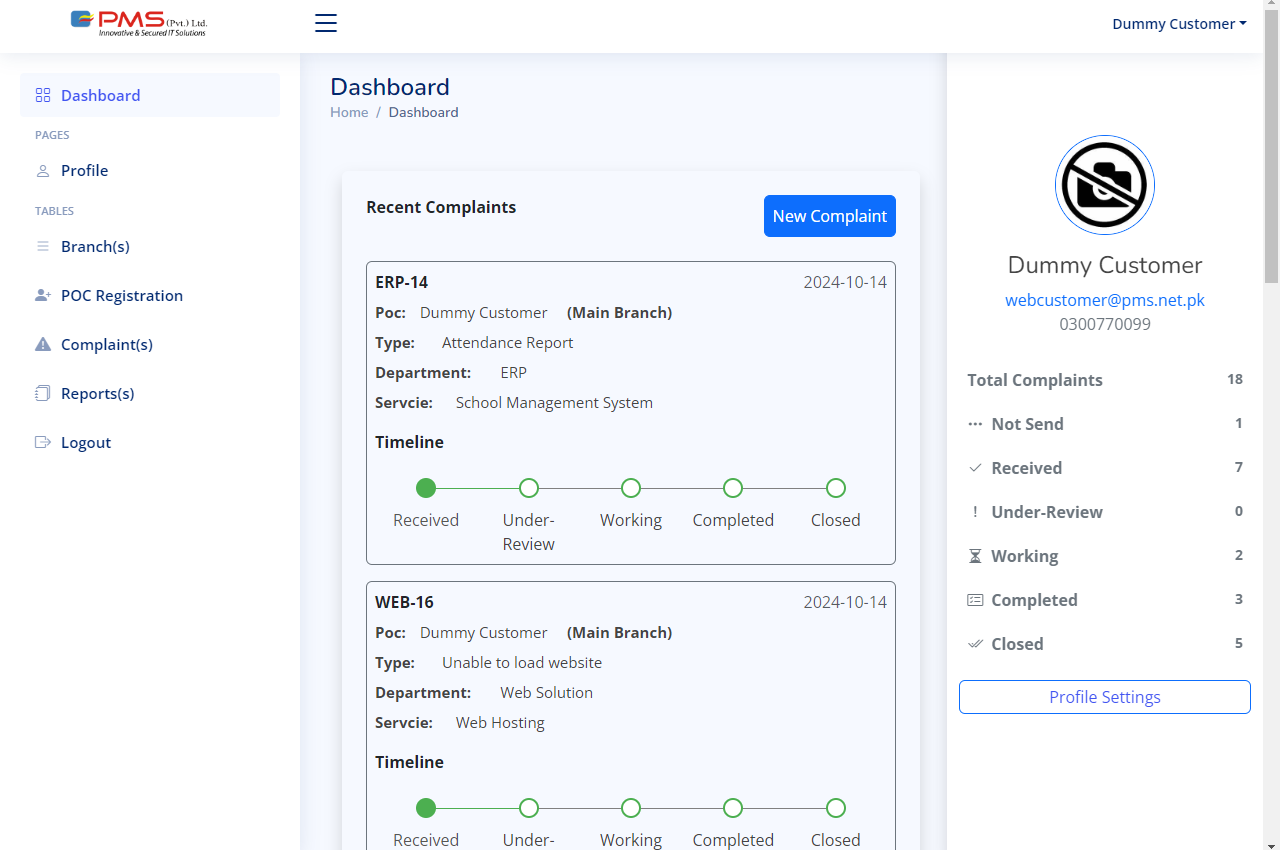 PMS (Pvt.) Ltd.
Innovative & Secured IT Solutions
Dummy Customer
Dashboard
PAGES
Profile
TABLES
Branch(s)
POC Registration
Complaint(s)
Reports(s)
Logout
Dashboard
Home / Dashboard
Recent Complaints
New Complaint
ERP-14 2024-10-14
Poc: Dummy Customer (Main Branch)
Type: Attendance Report
Department: ERP
Servcie: School Management System
Timeline
Received Under-Review Working Completed Closed
WEB-16 2024-10-14
Poc: Dummy Customer (Main Branch)
Type: Unable to load website
Department: Web Solution
Servcie: Web Hosting
Timeline
Received Under- Working Completed Closed
Dummy Customer
webcustomer@pms.net.pk
0300770099
Total Complaints 18
Not Send 1
Received 7
Under-Review 0
Working 2
Completed 3
Closed 5
Profile Settings